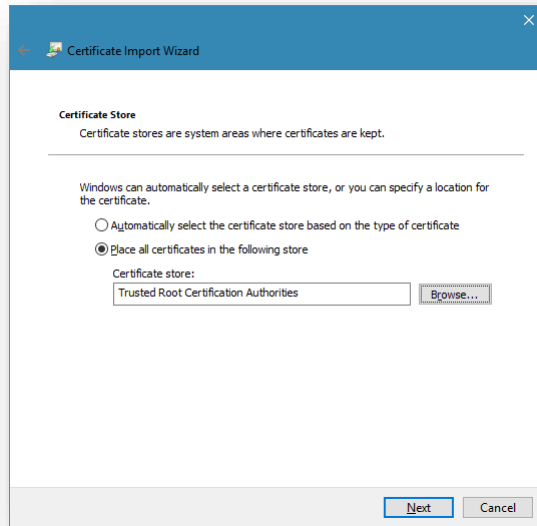 Certificate Import Wizard
Certificate Store
Certificate stores are system areas where certificates are kept.
Windows can automatically select a certificate store, or you can specify a location for
the certificate.
Automatically select the certificate store based on the type of certificate
Place all certificates in the following store
Certificate store:
Trusted Root Certification Authorities
Browse...
Next
Cancel